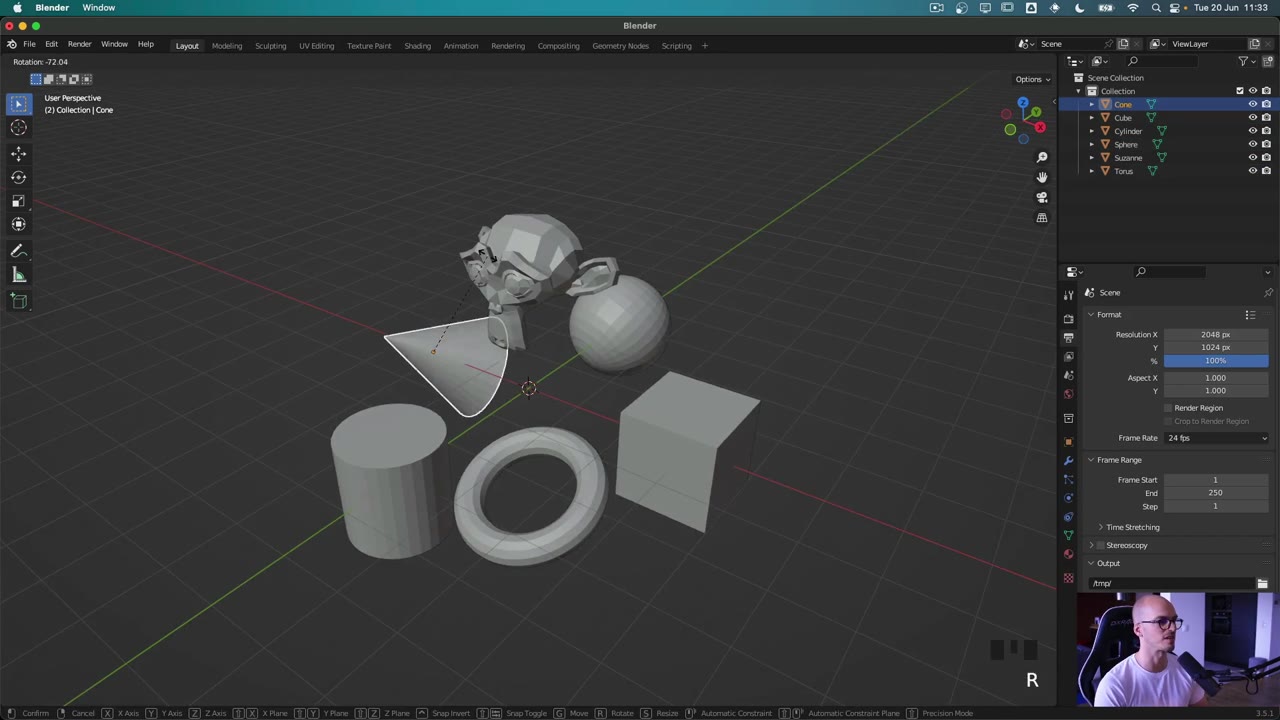 Blender Window Tue 20 Jun 11:33
Blender
File Edit Render Window Help Layout Modeling Sculpting UV Editing Texture Paint Shading Animation Rendering Compositing Geometry Nodes Scripting + Scene ViewLayer
Rotation: -72.04
Options
User Perspective
(2) Collection | Cone
Scene Collection
Collection
Cone
Cube
Cylinder
Sphere
Suzanne
Torus
Z
Y
X
Scene
Format
Resolution X 2048 px
Y 1024 px
% 100%
Aspect X 1.000
Y 1.000
Render Region
Crop to Render Region
Frame Rate 24 fps
Frame Range
Frame Start 1
End 250
Step 1
Time Stretching
Stereoscopy
Output
/tmp/
R
Confirm Cancel X X Axis Y Y Axis Z Z Axis X X Plane Y Y Plane Z Z Plane Snap Invert Snap Toggle G Move R Rotate S Resize Automatic Constraint Automatic Constraint Plane Precision Mode 3.5.1